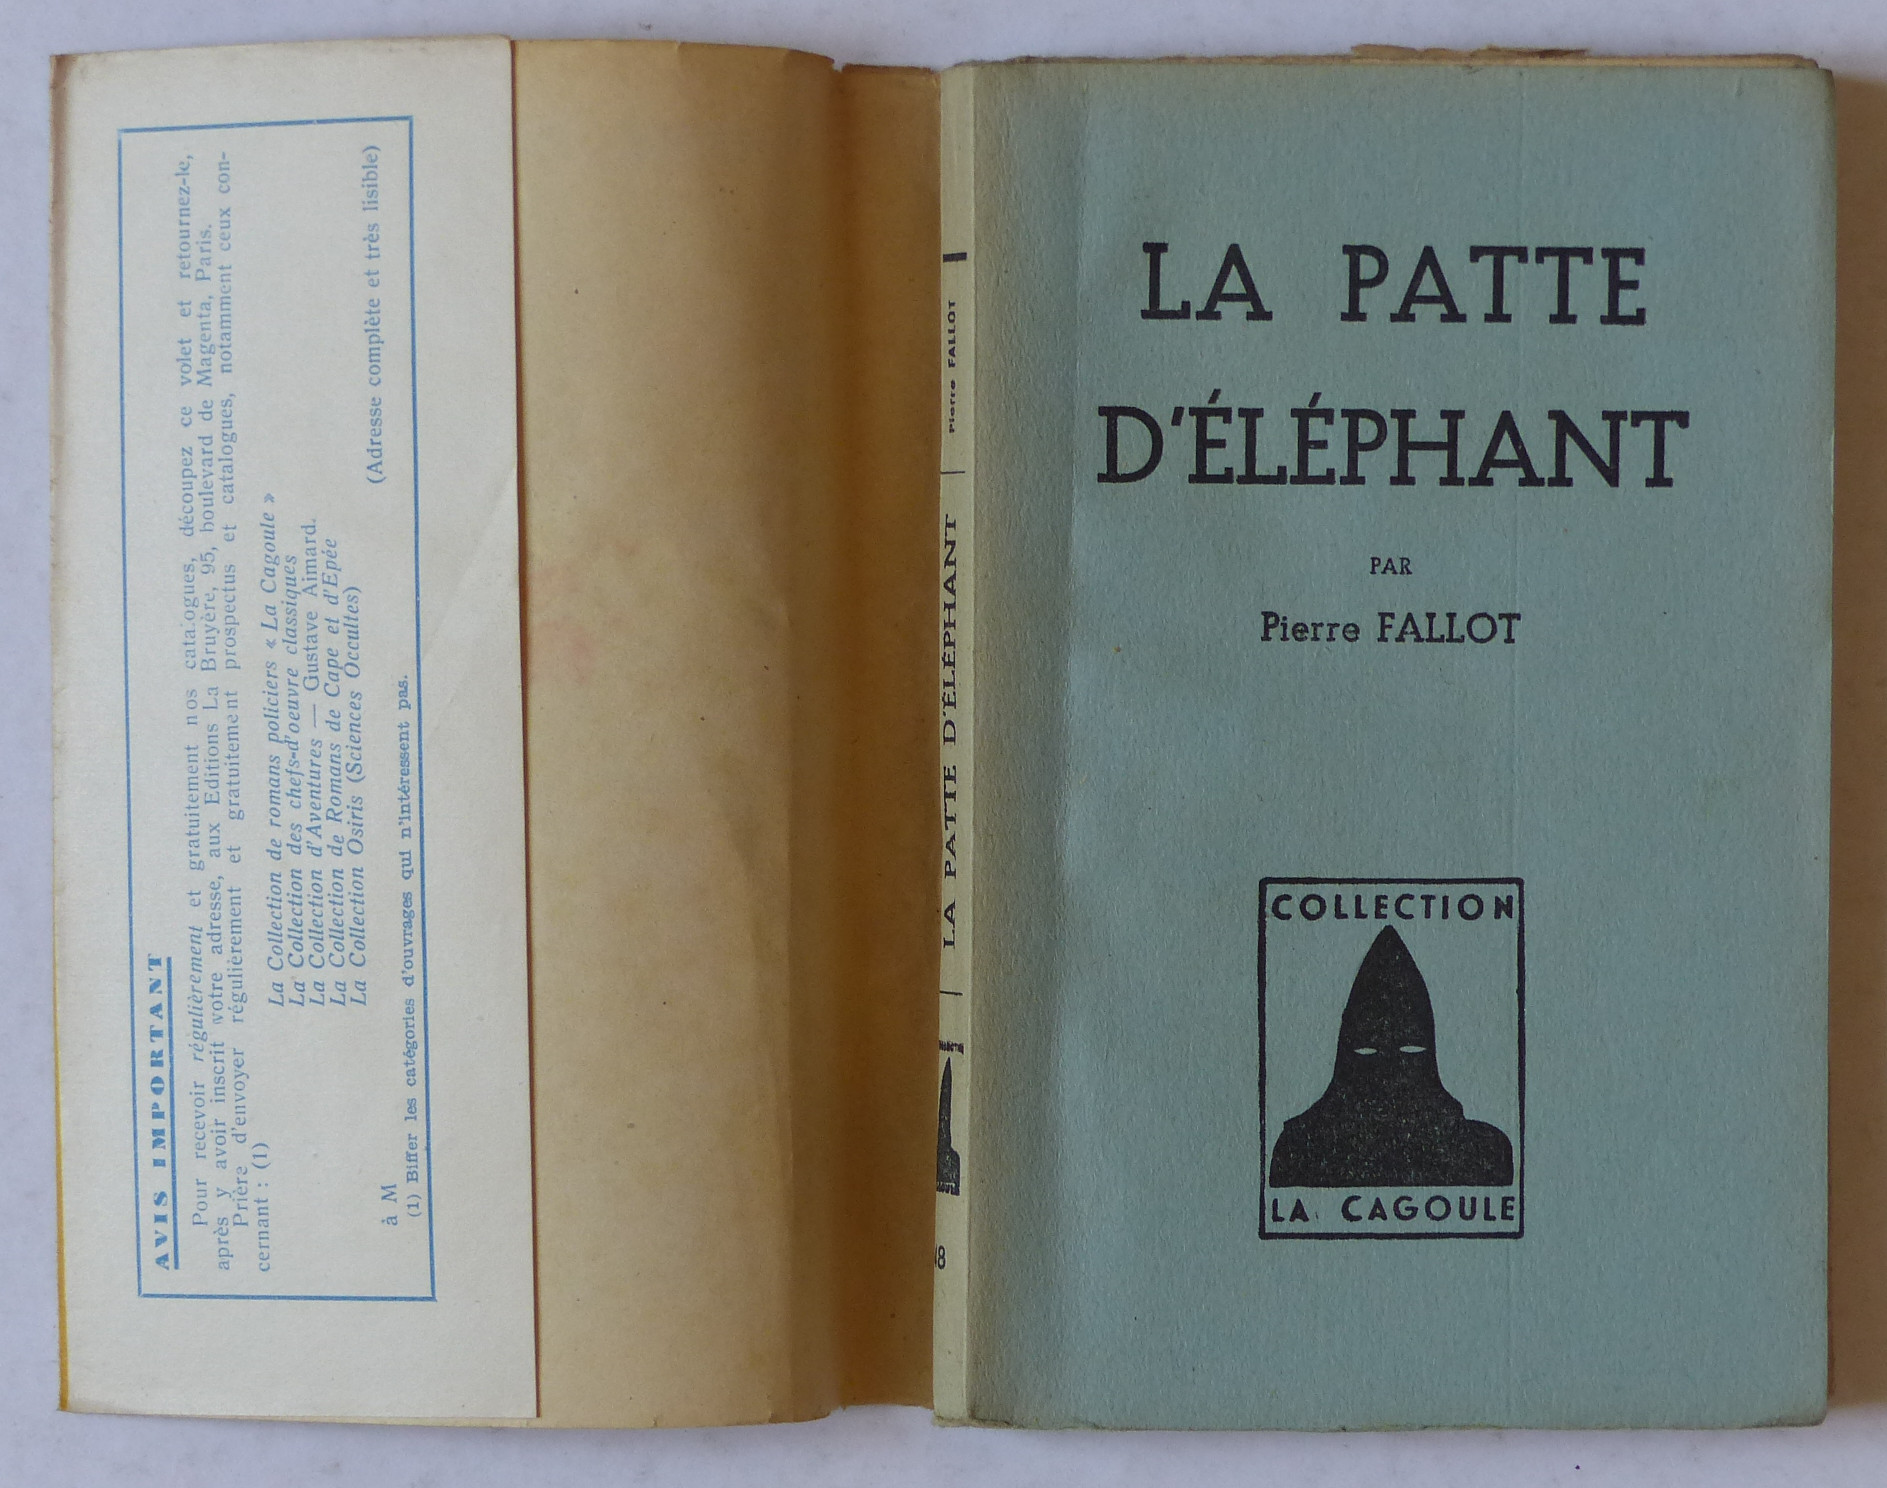 AVIS IMPORTANT
Pour recevoir régulièrement et gratuitement nos catalogues, découpez ce volet et retournez-le,
après y avoir inscrit votre adresse, aux Editions La Bruyère, 95, boulevard de Magenta, Paris.
Prière d'envoyer régulièrement et gratuitement prospectus et catalogues, notamment ceux con-
cernant : (1)
La Collection de romans policiers « La Cagoule »
La Collection des chefs-d'oeuvre classiques
La Collection d'Aventures — Gustave Aimard.
La Collection de Romans de Cape et d'Epée
La Collection Osiris (Sciences Occultes)
à M
(Adresse complète et très lisible)
(1) Biffer les catégories d'ouvrages qui n'intéressent pas.
Pierre FALLOT
LA PATTE D'ÉLÉPHANT
LA PATTE
D'ÉLÉPHANT
PAR
Pierre FALLOT
COLLECTION
LA CAGOULE